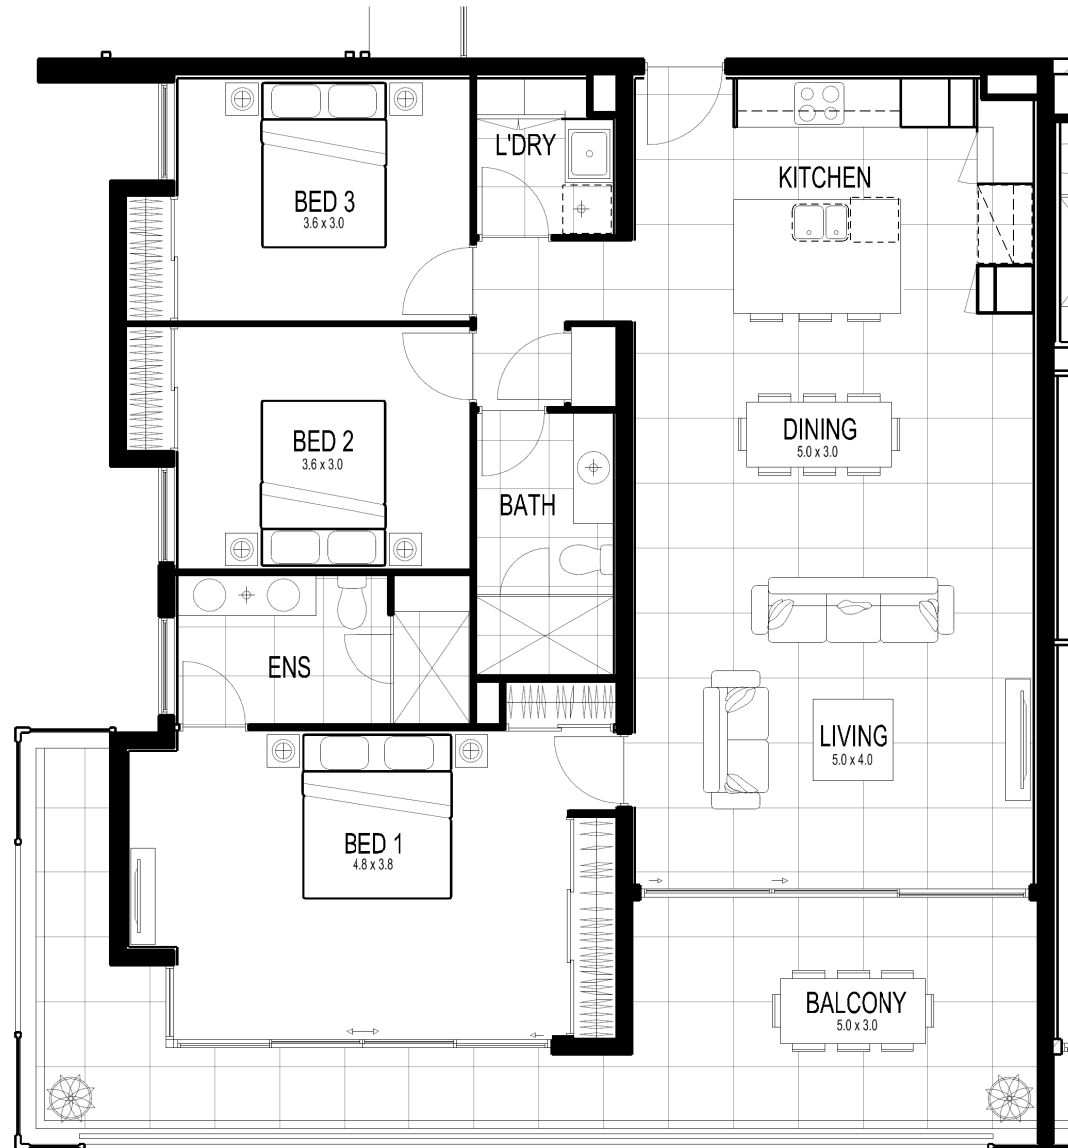 L'DRY
KITCHEN
BED 3
3.6 x 3.0
BED 2
3.6 x 3.0
DINING
5.0 x 3.0
BATH
ENS
LIVING
5.0 x 4.0
BED 1
4.8 x 3.8
BALCONY
5.0 x 3.0